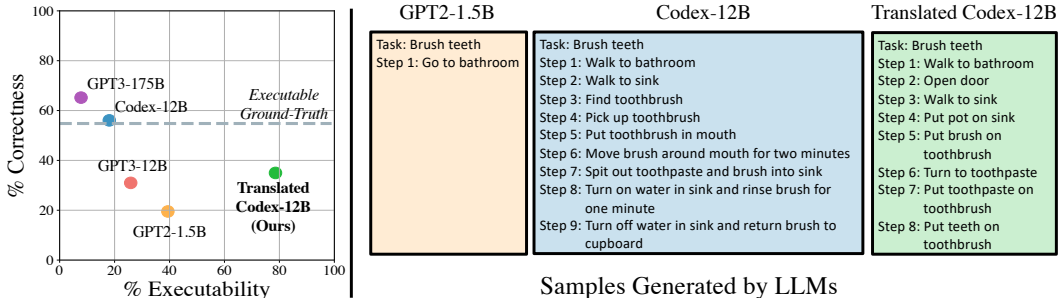 % Correctness
100
80
60
40
20
0
0
20
40
60
80
100
% Executability
GPT3-175B
Codex-12B
Executable
Ground-Truth
GPT3-12B
GPT2-1.5B
Translated
Codex-12B
(Ours)
GPT2-1.5B
Task: Brush teeth
Step 1: Go to bathroom
Codex-12B
Task: Brush teeth
Step 1: Walk to bathroom
Step 2: Walk to sink
Step 3: Find toothbrush
Step 4: Pick up toothbrush
Step 5: Put toothbrush in mouth
Step 6: Move brush around mouth for two minutes
Step 7: Spit out toothpaste and brush into sink
Step 8: Turn on water in sink and rinse brush for
one minute
Step 9: Turn off water in sink and return brush to
cupboard
Translated Codex-12B
Task: Brush teeth
Step 1: Walk to bathroom
Step 2: Open door
Step 3: Walk to sink
Step 4: Put pot on sink
Step 5: Put brush on
toothbrush
Step 6: Turn to toothpaste
Step 7: Put toothpaste on
toothbrush
Step 8: Put teeth on
toothbrush
Samples Generated by LLMs